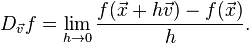 D_{\vec{v}}f = \lim_{h \to 0} \frac{f(\vec{x} + h\vec{v}) - f(\vec{x})}{h}.